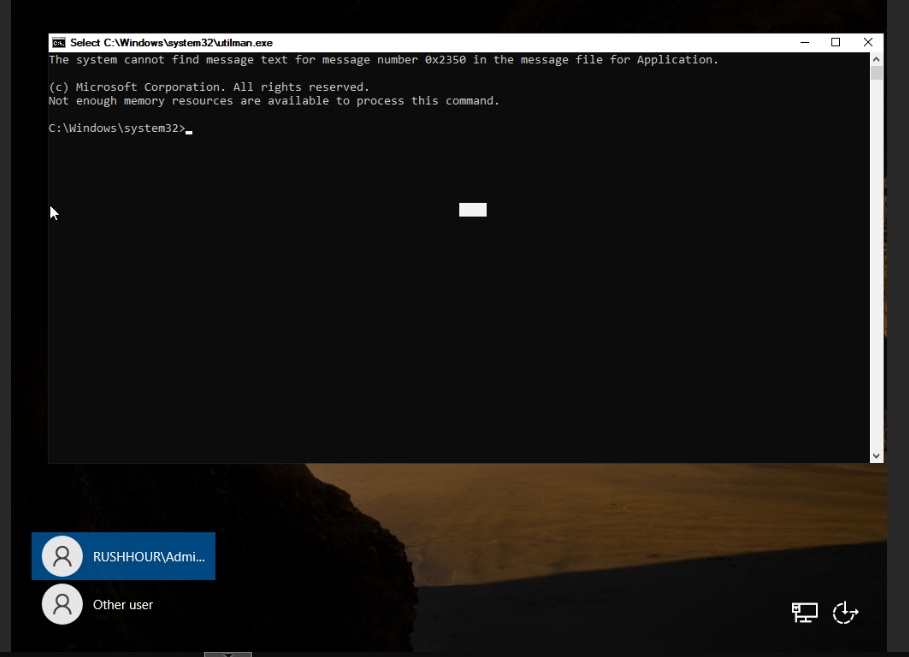 Select C:\Windows\system32\utilman.exe
The system cannot find message text for message number 0x2350 in the message file for Application.
(c) Microsoft Corporation. All rights reserved.
Not enough memory resources are available to process this command.
C:\Windows\system32>
RUSHHOUR\Admi...
Other user